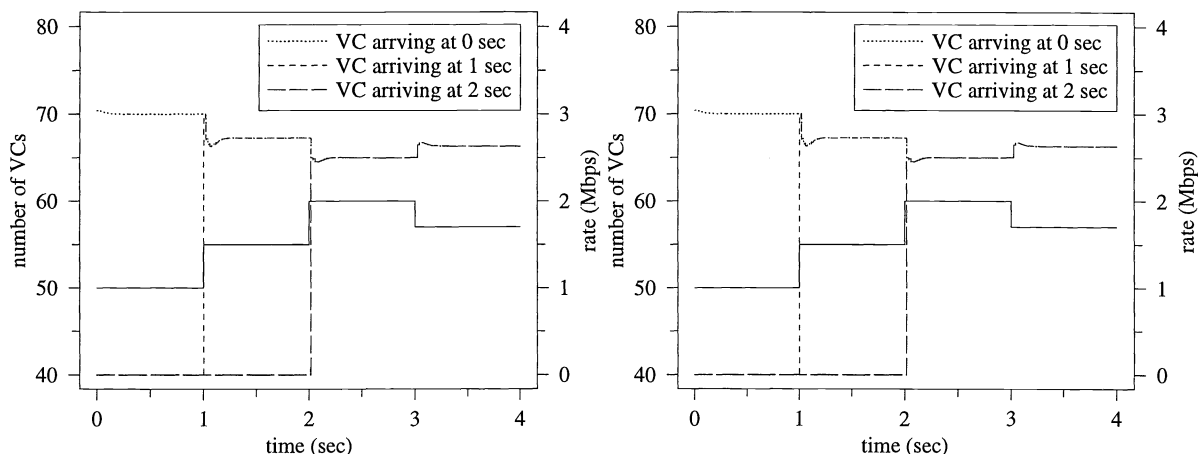 80
70
60
50
40
number of VCs
VC arrving at 0 sec
VC arriving at 1 sec
VC arriving at 2 sec
4
3
2
1
0
rate (Mbps)
0 1 2 3 4
time (sec)
80
70
60
50
40
number of VCs
VC arrving at 0 sec
VC arriving at 1 sec
VC arriving at 2 sec
4
3
2
1
0
rate (Mbps)
0 1 2 3 4
time (sec)